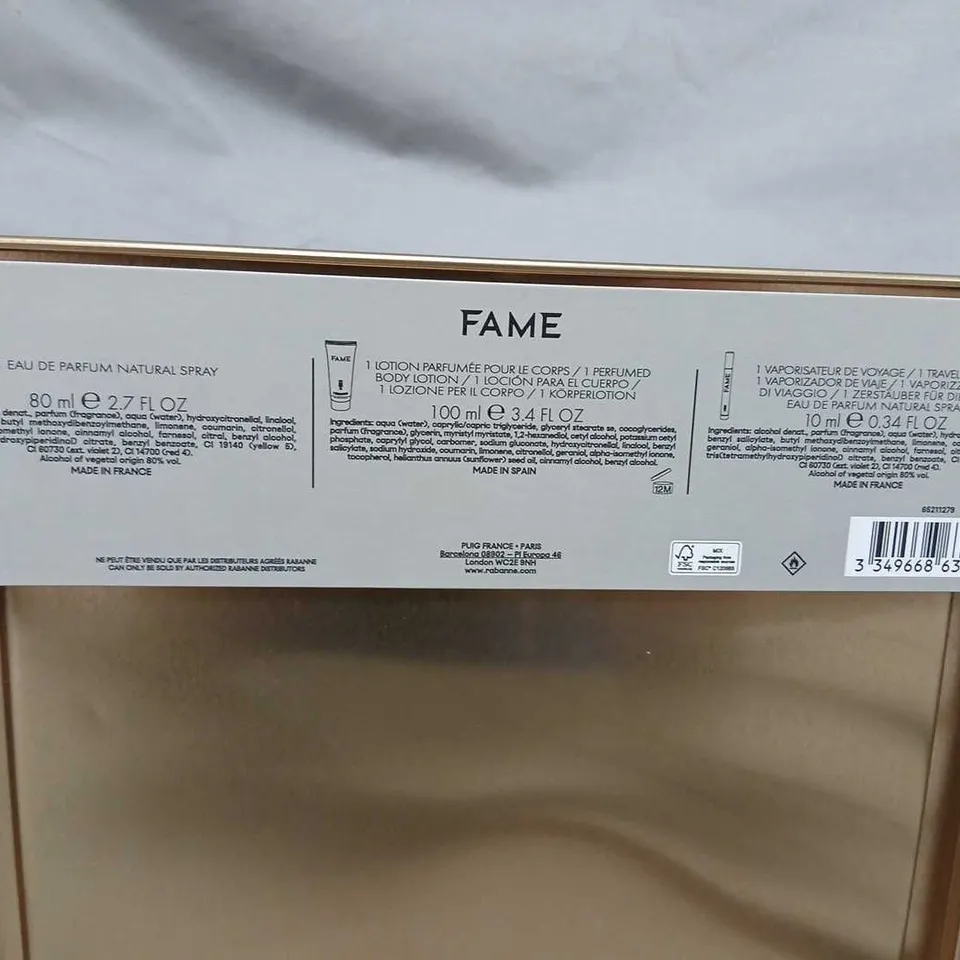 FAME
EAU DE PARFUM NATURAL SPRAY
80 ml e 2.7 FL OZ
denat., parfum (fragrance), aqua (water), hydroxycitronellal, linalool,
butyl methoxydibenzoylmethane, limonene, coumarin, citronellol,
methyl ionone, cinnamyl alcohol, farnesol, citral, benzyl alcohol,
citrate, benzyl benzoate, CI 19140 (yellow 5),
CI 60730 (ext. violet 2), CI 14700 (red 4).
Alcohol of vegetal origin 80% vol.
MADE IN FRANCE
FAME
1 LOTION PARFUMÉE POUR LE CORPS / 1 PERFUMED
BODY LOTION / 1 LOCIÓN PARA EL CUERPO /
1 LOZIONE PER IL CORPO / 1 KÖRPERLOTION
100 ml e 3.4 FL OZ
Ingredients: aqua (water), caprylic/capric triglyceride, glyceryl stearate se, cocoglycerides,
parfum (fragrance), glycerin, myristyl myristate, 1,2-hexanediol, cetyl alcohol, potassium cetyl
phosphate, caprylyl glycol, carbomer, sodium gluconate, hydroxycitronellal, linalool, benzyl
salicylate, sodium hydroxide, coumarin, limonene, citronellol, geraniol, alpha-isomethyl ionone,
tocopherol, helianthus annuus (sunflower) seed oil, cinnamyl alcohol, benzyl alcohol.
MADE IN SPAIN
12M
FAME
1 VAPORISATEUR DE VOYAGE / 1 TRAVEL
1 VAPORIZADOR DE VIAJE / 1
DI VIAGGIO / 1 ZERSTÄUBER FÜR DIE
EAU DE PARFUM NATURAL
10 ml e 0.34 FL OZ
Ingredients: alcohol denat., parfum (fragrance), aqua (water),
benzyl salicylate, butyl methoxydibenzoylmethane, limonene,
geraniol, alpha-isomethyl ionone, cinnamyl alcohol, farnesol,
tris(tetramethylhydroxypiperidinol) citrate, benzyl benzoate,
CI 60730 (ext. violet 2), CI 14700 (red 4).
Alcohol of vegetal origin 80% vol.
MADE IN FRANCE
65211279
NE PEUT ÊTRE VENDU QUE PAR LES DISTRIBUTEURS AGRÉÉS RABANNE
CAN ONLY BE SOLD BY AUTHORIZED RABANNE DISTRIBUTORS
PUIG FRANCE • PARIS
Barcelona 08902 – Pl Europa 46
London WC2E 9NH
www.rabanne.com
FSC
MIX
3 349668 63